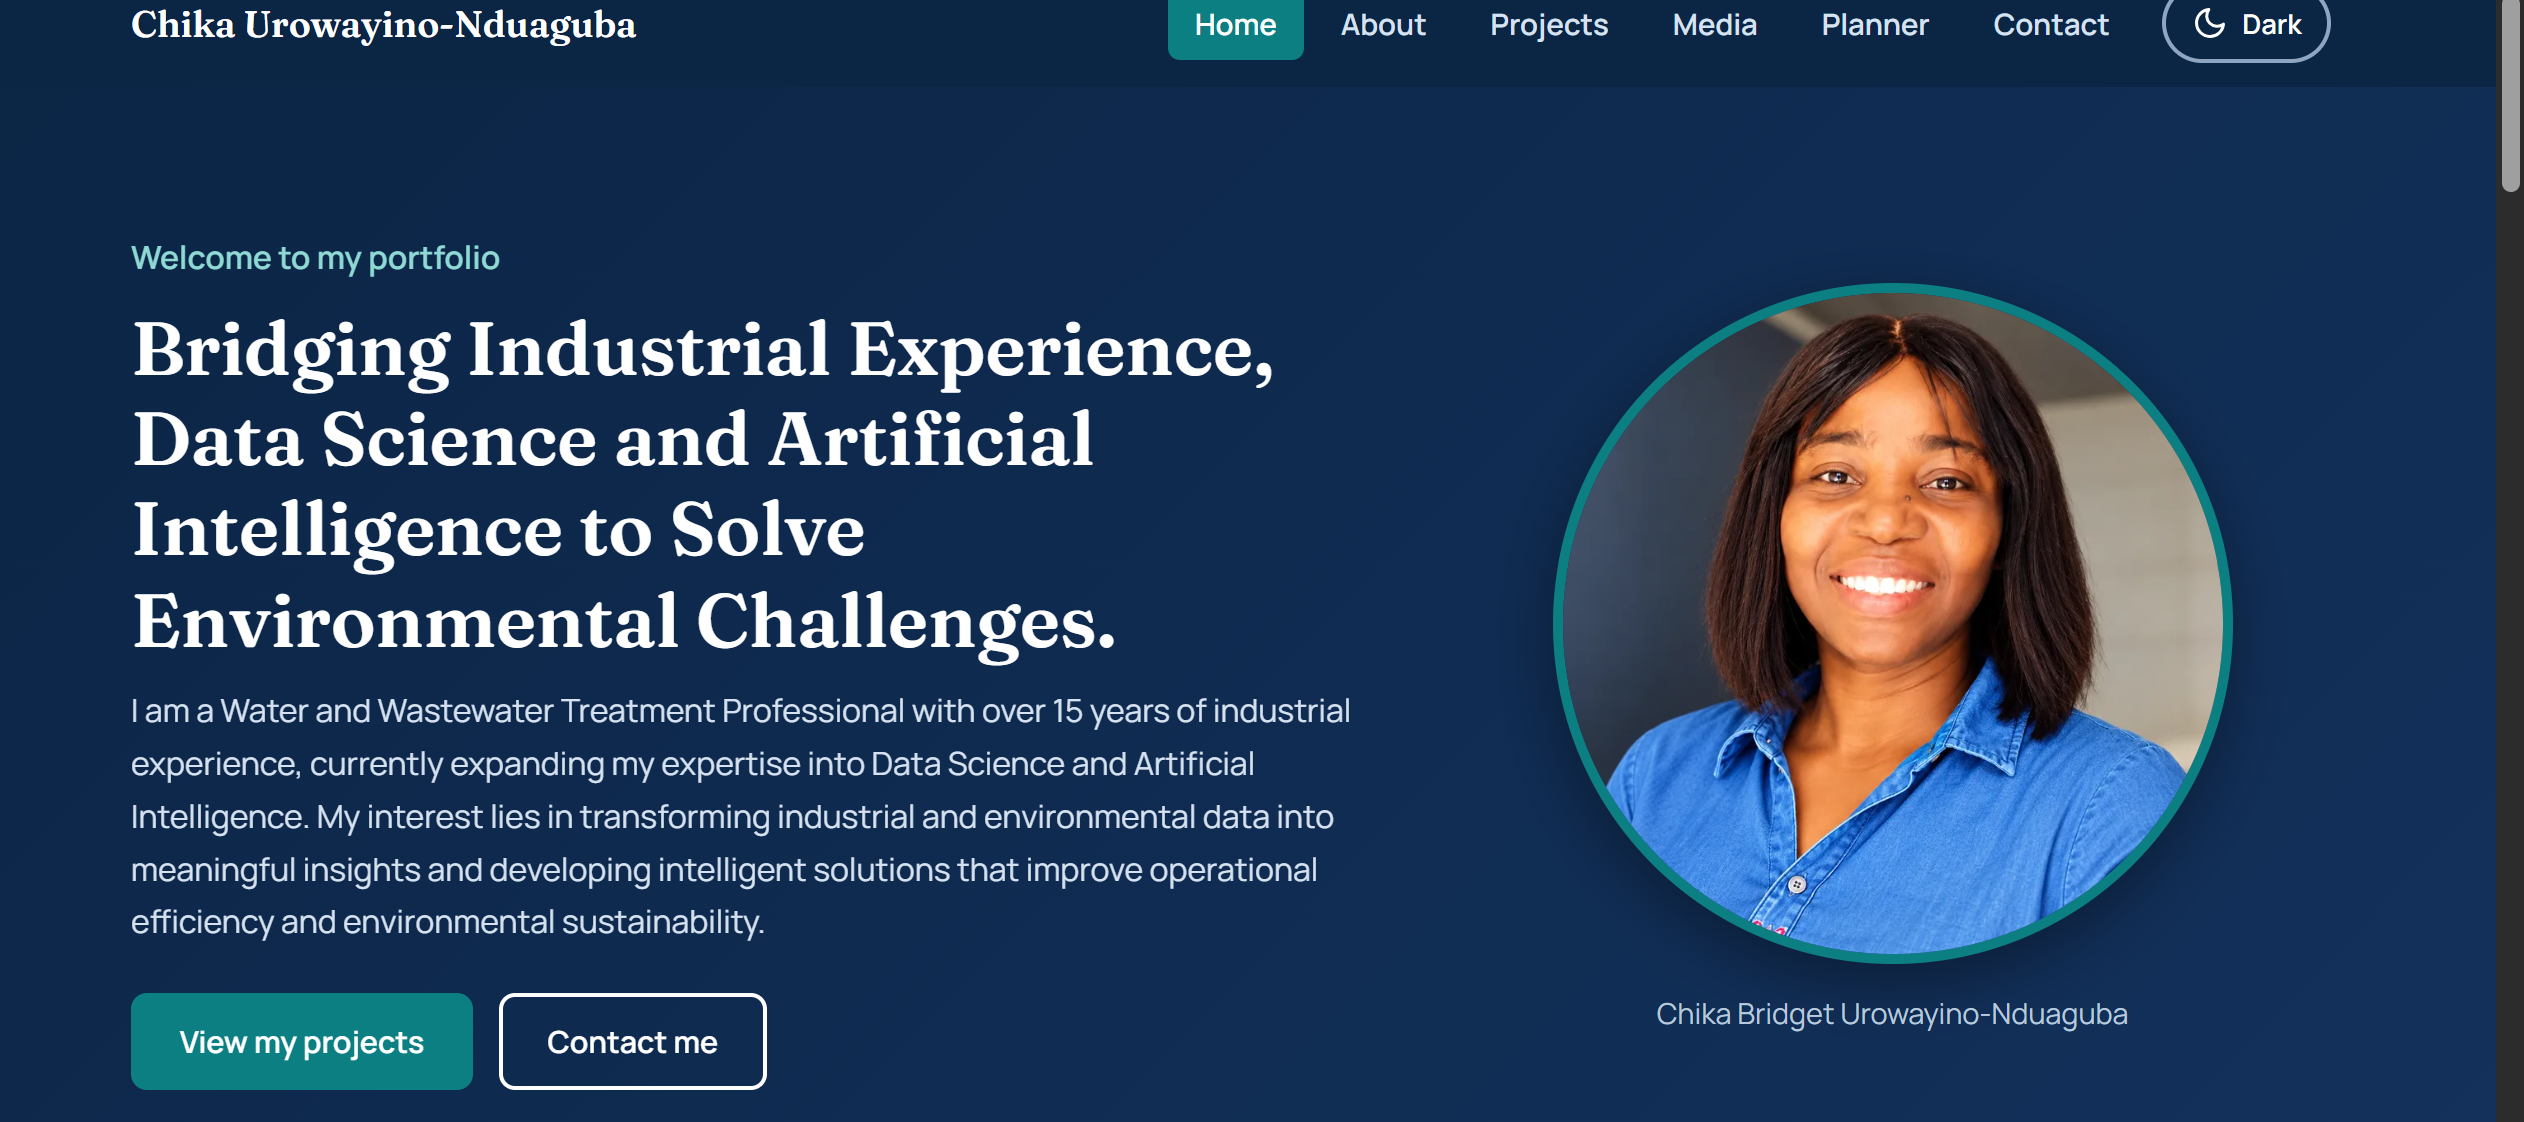 Chika Urowayino-Nduaguba
Home About Projects Media Planner Contact Dark
Welcome to my portfolio
Bridging Industrial Experience,
Data Science and Artificial
Intelligence to Solve
Environmental Challenges.
I am a Water and Wastewater Treatment Professional with over 15 years of industrial
experience, currently expanding my expertise into Data Science and Artificial
Intelligence. My interest lies in transforming industrial and environmental data into
meaningful insights and developing intelligent solutions that improve operational
efficiency and environmental sustainability.
View my projects Contact me
Chika Bridget Urowayino-Nduaguba